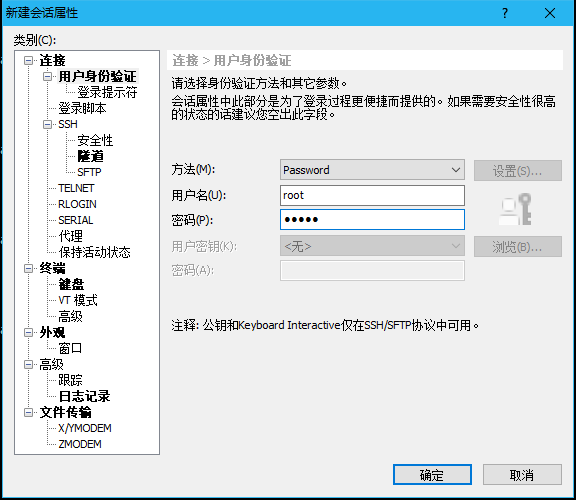 新建会话属性
?
类别(C):
连接
用户身份验证
登录提示符
登录脚本
SSH
安全性
隧道
SFTP
TELNET
RLOGIN
SERIAL
代理
保持活动状态
终端
键盘
VT 模式
高级
外观
窗口
高级
跟踪
日志记录
文件传输
X/YMODEM
ZMODEM
连接 > 用户身份验证
请选择身份验证方法和其它参数。
会话属性中此部分是为了登录过程更便捷而提供的。如果需要安全性很高
的状态的话建议您空出此字段。
方法(M): Password 设置(S)...
用户名(U): root
密码(P): •••••
用户密钥(K): <无> 浏览(B)...
密码(A):
注释: 公钥和Keyboard Interactive仅在SSH/SFTP协议中可用。
确定 取消